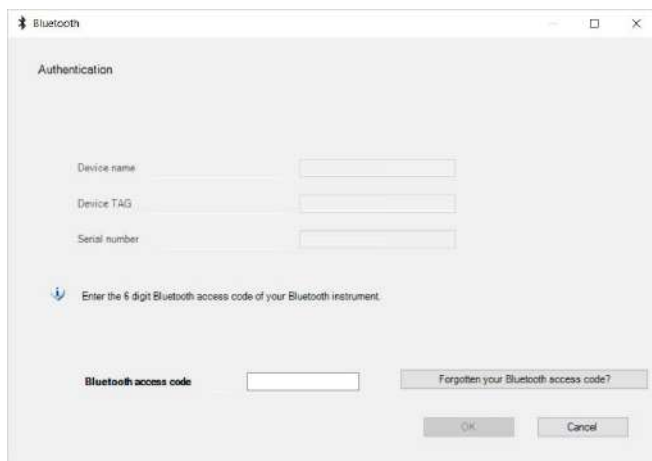 Bluetooth
Authentication
Device name
Device TAG
Serial number
Enter the 6 digit Bluetooth access code of your Bluetooth instrument.
Bluetooth access code
Forgotten your Bluetooth access code?
OK
Cancel